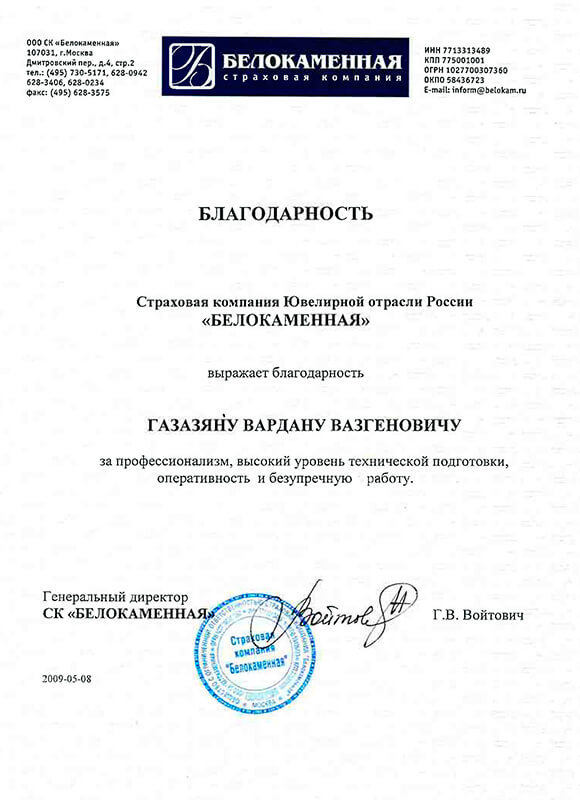 ООО СК «Белокаменная»
107031, г.Москва
Дмитровский пер., д.4, стр.2
тел.: (495) 730-5171, 628-0942
628-3406, 628-0234
факс: (495) 628-3575
БЕЛОКАМЕННАЯ
страховая компания
ИНН 7713313489
КПП 775001001
ОГРН 1027700307360
ОКПО 58436723
E-mail: inform@belokam.ru
БЛАГОДАРНОСТЬ
Страховая компания Ювелирной отрасли России
«БЕЛОКАМЕННАЯ»
выражает благодарность
ГАЗАЗЯНУ ВАРДАНУ ВАЗГЕНОВИЧУ
за профессионализм, высокий уровень технической подготовки,
оперативность и безупречную работу.
Генеральный директор
СК «БЕЛОКАМЕННАЯ»
Г.В. Войтович
Страховая
компания
"Белокаменная"
МОСКВА
2009-05-08